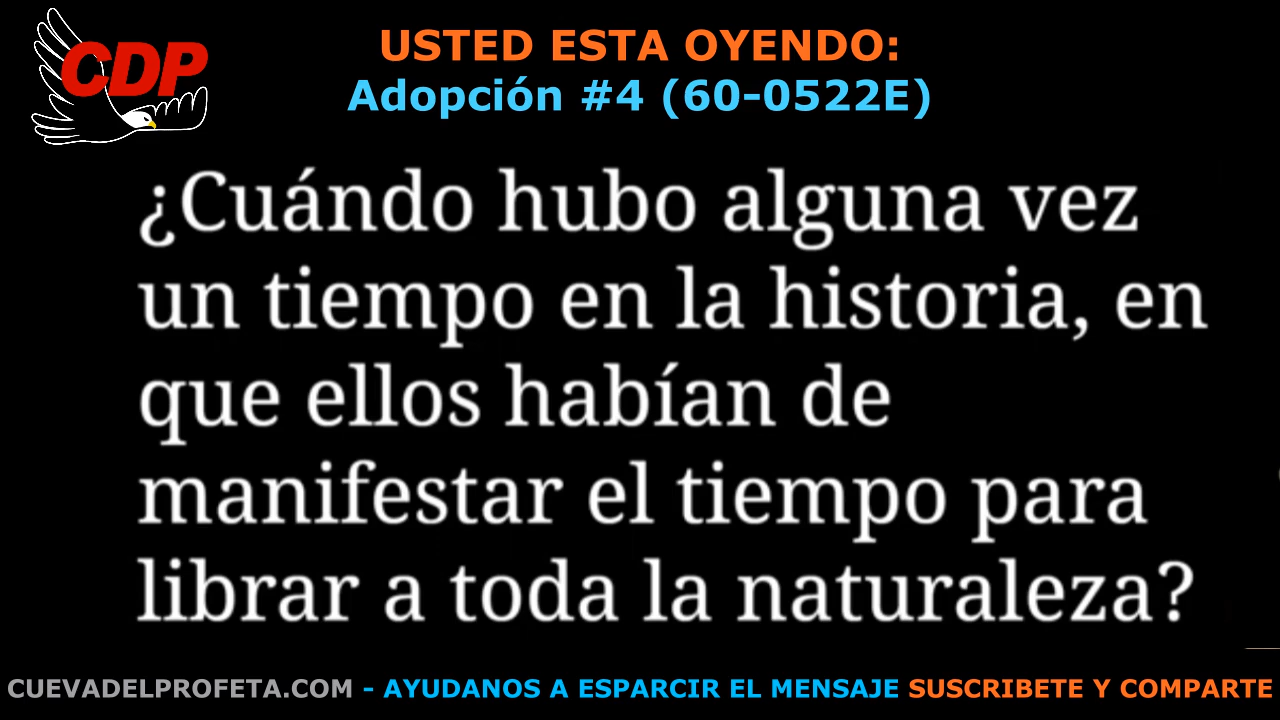 CDP
USTED ESTA OYENDO:
Adopción #4 (60-0522E)
¿Cuándo hubo alguna vez
un tiempo en la historia, en
que ellos habían de
manifestar el tiempo para
librar a toda la naturaleza?
CUEVADELPROFETA.COM - AYUDANOS A ESPARCIR EL MENSAJE SUSCRIBETE Y COMPARTE